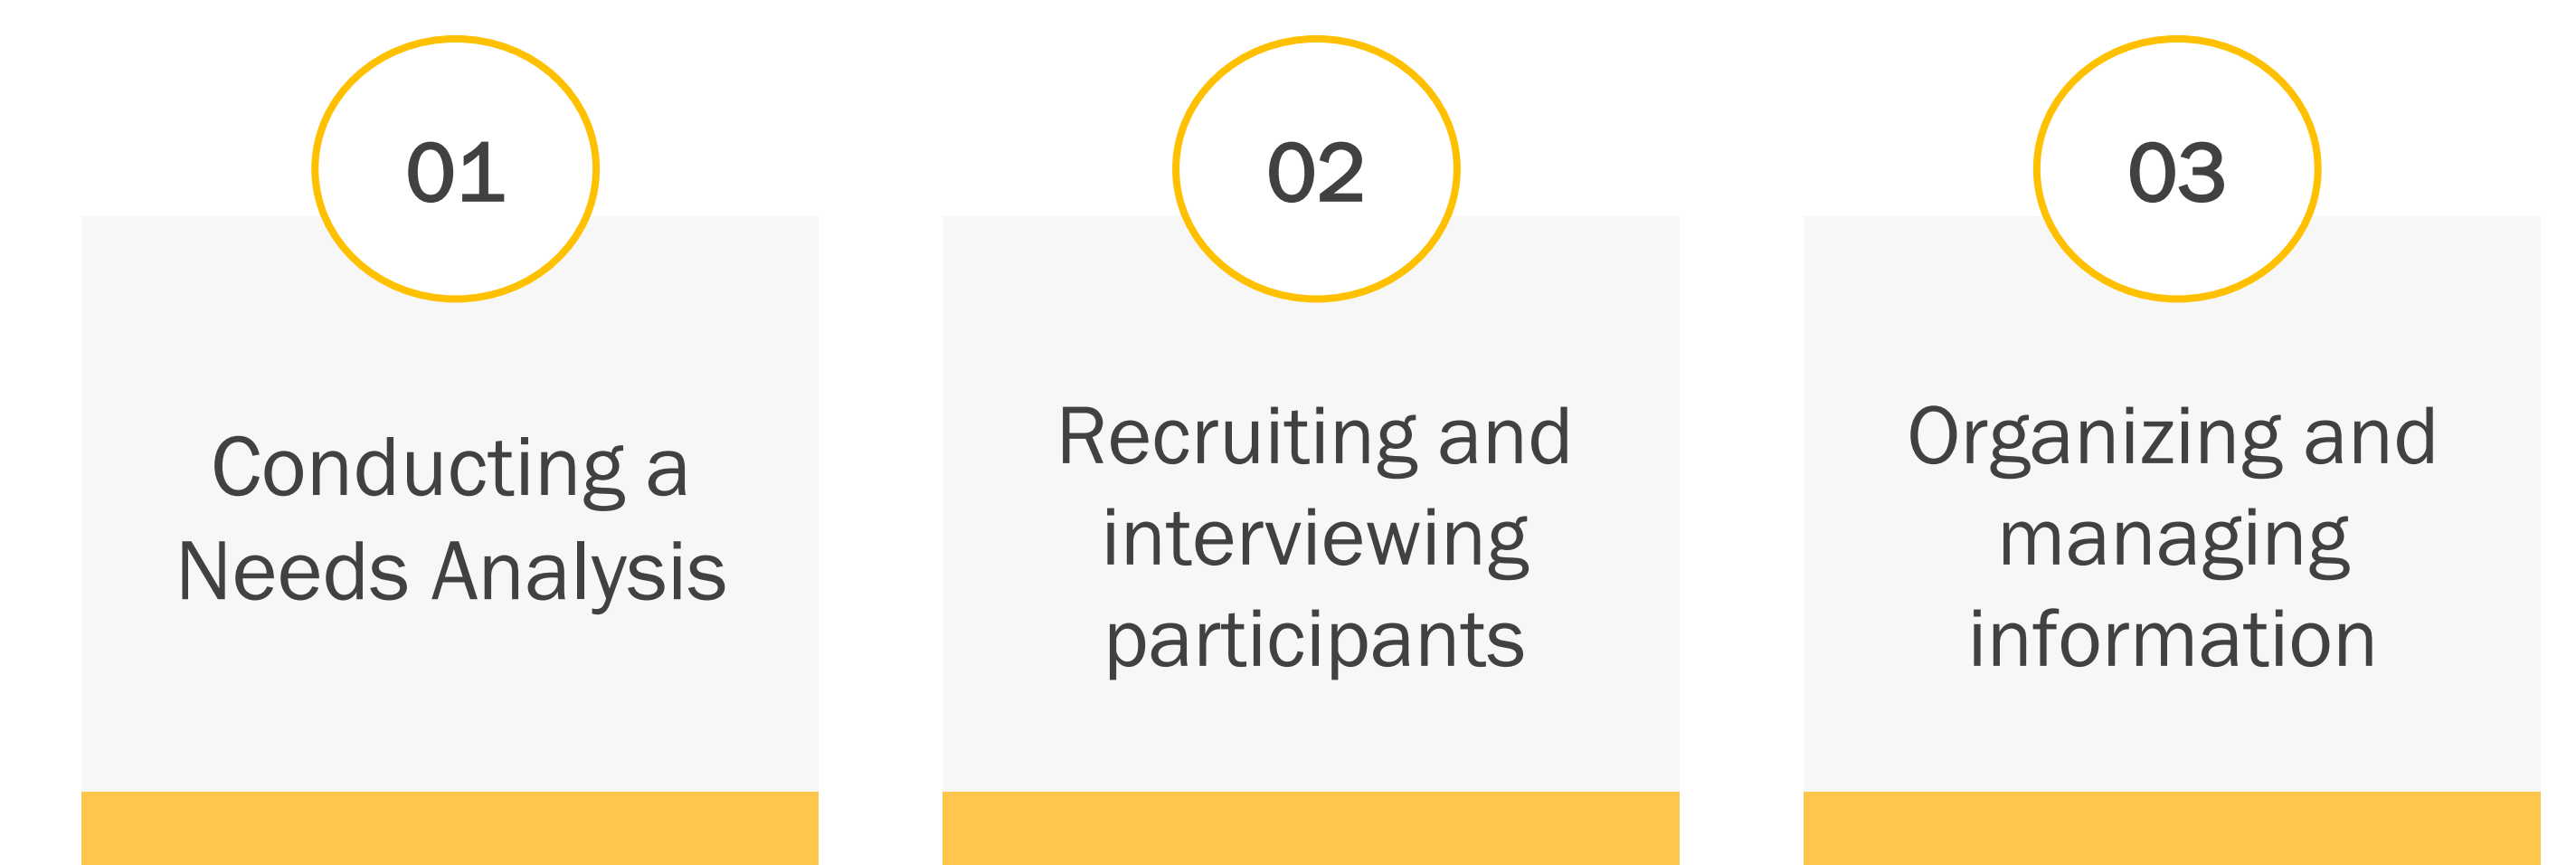 01
Conducting a
Needs Analysis
02
Recruiting and
interviewing
participants
03
Organizing and
managing
information